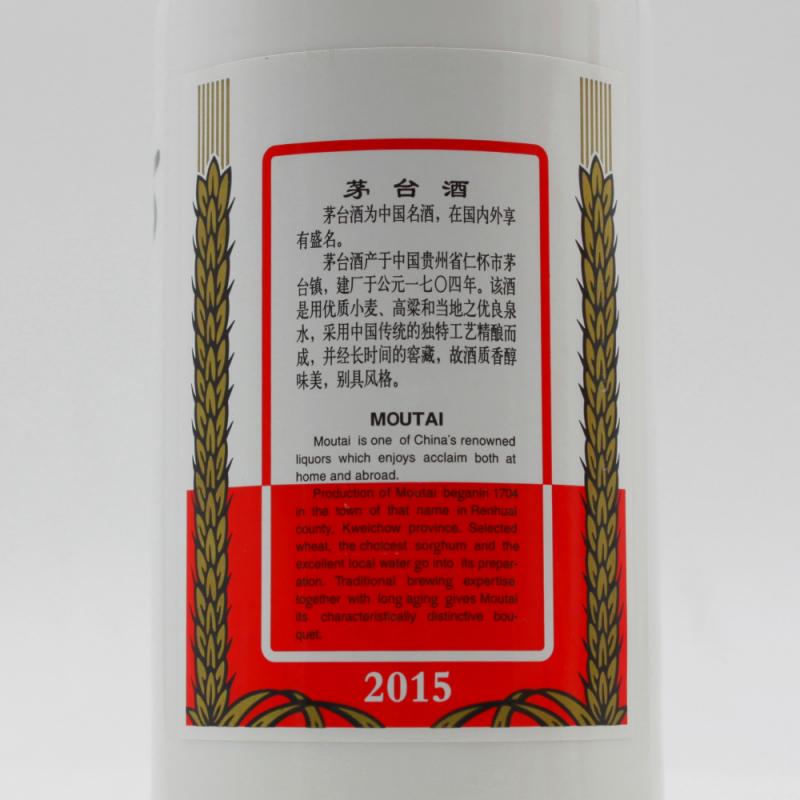 茅台酒
茅台酒为中国名酒，在国内外享
有盛名。
茅台酒产于中国贵州省仁怀市茅
台镇，建厂于公元一七〇四年。该酒
是用优质小麦、高粱和当地之优良泉
水，采用中国传统的独特工艺精酿而
成，并经长时间的窖藏，故酒质香醇
味美，别具风格。
MOUTAI
Moutai is one of China's renowned
liquors which enjoys acclaim both at
home and abroad.
Production of Moutai began in 1704
in the town of that name in Renhuai
county, Kweichow province. Selected
wheat, the choicest sorghum and the
excellent local water go into its prepar-
ation. Traditional brewing expertise
together with long aging gives Moutai
its characteristically distinctive bou-
quet.
2015